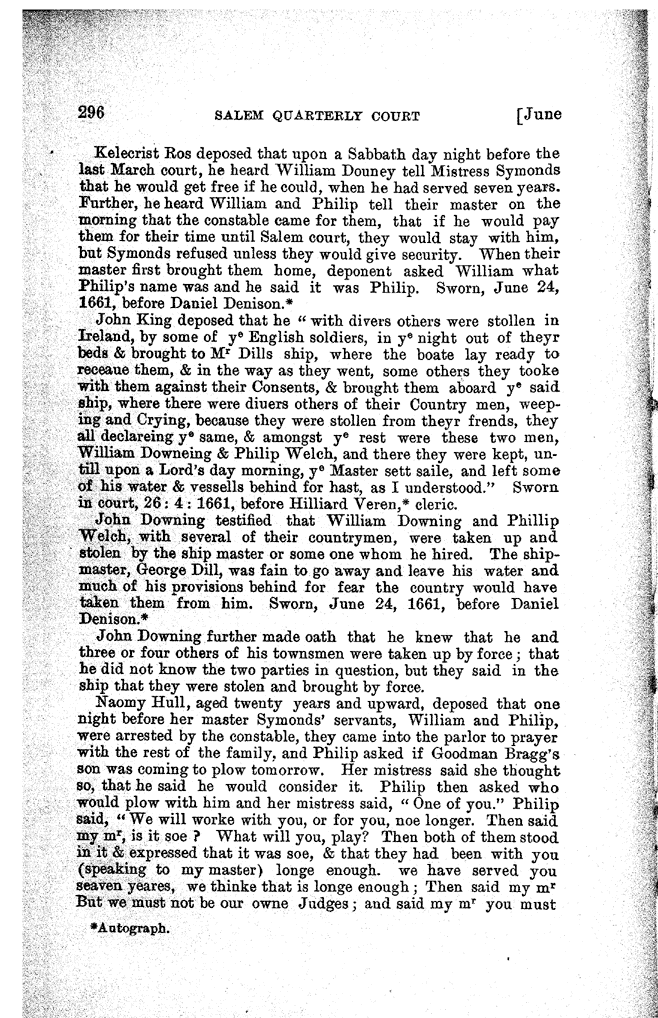 296 SALEM QUARTERLY COURT [June
Kelecrist Ros deposed that upon a Sabbath day night before the
last March court, he heard William Douney tell Mistress Symonds
that he would get free if he could, when he had served seven years.
Further, he heard William and Philip tell their master on the
morning that the constable came for them, that if he would pay
them for their time until Salem court, they would stay with him,
but Symonds refused unless they would give security. When their
master first brought them home, deponent asked William what
Philip's name was and he said it was Philip. Sworn, June 24,
1661, before Daniel Denison.*
John King deposed that he "with divers others were stollen in
Ireland, by some of yᵉ English soldiers, in yᵉ night out of theyr
beds & brought to Mʳ Dills ship, where the boate lay ready to
receaue them, & in the way as they went, some others they tooke
with them against their Consents, & brought them aboard yᵉ said
ship, where there were diuers others of their Country men, weep-
ing and Crying, because they were stollen from theyr frends, they
all declareing yᵉ same, & amongst yᵉ rest were these two men,
William Downeing & Philip Welch, and there they were kept, un-
till upon a Lord's day morning, yᵉ Master sett saile, and left some
of his water & vessells behind for hast, as I understood." Sworn
in court, 26 : 4 : 1661, before Hilliard Veren,* cleric.
John Downing testified that William Downing and Phillip
Welch, with several of their countrymen, were taken up and
stolen by the ship master or some one whom he hired. The ship-
master, George Dill, was fain to go away and leave his water and
much of his provisions behind for fear the country would have
taken them from him. Sworn, June 24, 1661, before Daniel
Denison.*
John Downing further made oath that he knew that he and
three or four others of his townsmen were taken up by force; that
he did not know the two parties in question, but they said in the
ship that they were stolen and brought by force.
Naomy Hull, aged twenty years and upward, deposed that one
night before her master Symonds' servants, William and Philip,
were arrested by the constable, they came into the parlor to prayer
with the rest of the family, and Philip asked if Goodman Bragg's
son was coming to plow tomorrow. Her mistress said she thought
so, that he said he would consider it. Philip then asked who
would plow with him and her mistress said, "One of you." Philip
said, "We will worke with you, or for you, noe longer. Then said
my mʳ, is it soe ? What will you, play? Then both of them stood
in it & expressed that it was soe, & that they had been with you
(speaking to my master) longe enough. we have served you
seaven yeares, we thinke that is longe enough; Then said my mʳ
But we must not be our owne Judges; and said my mʳ you must
*Autograph.